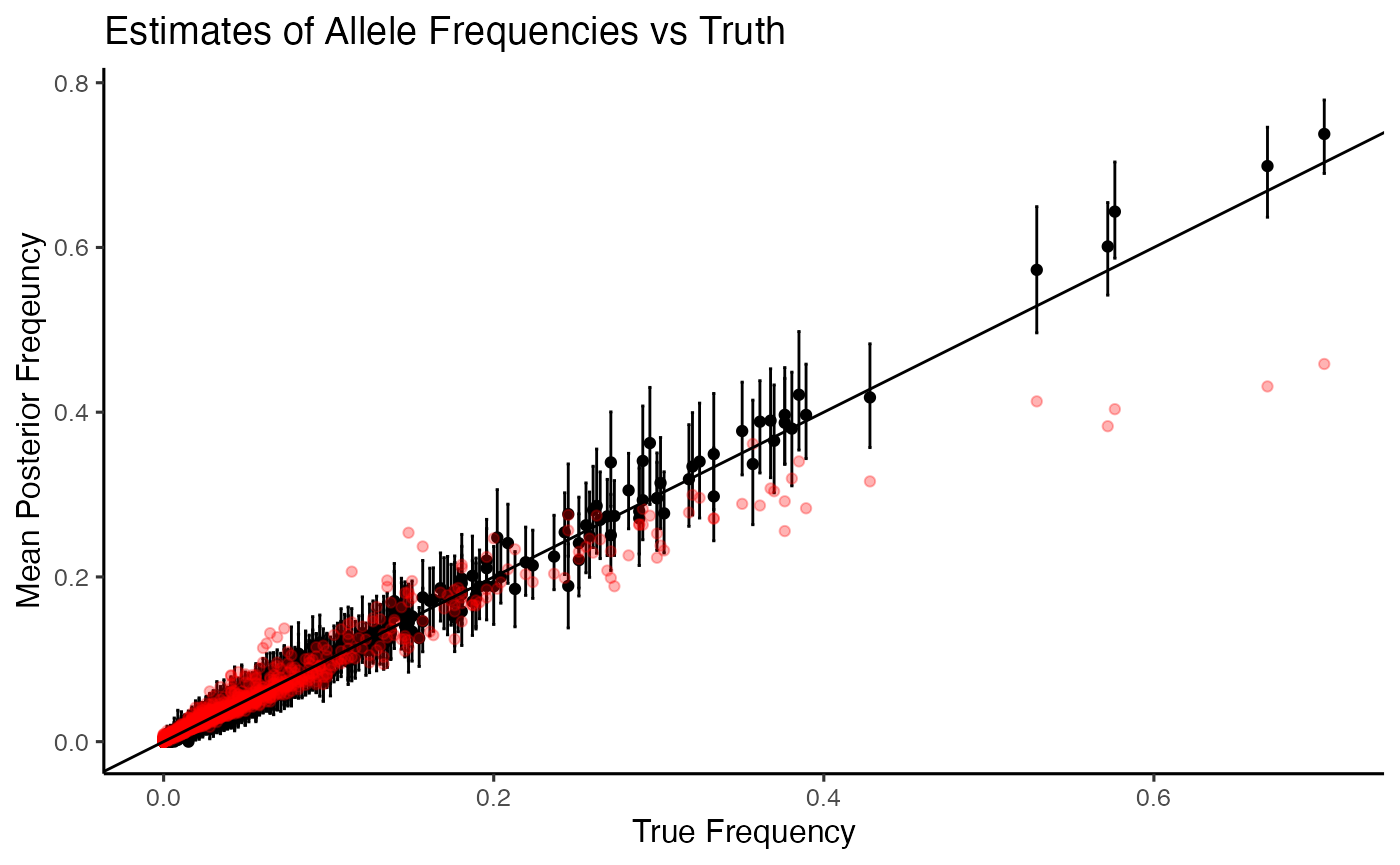 Estimates of Allele Frequencies vs Truth
Mean Posterior Freqeuncy
0.8
0.6
0.4
0.2
0.0
0.0 0.2 0.4 0.6
True Frequency